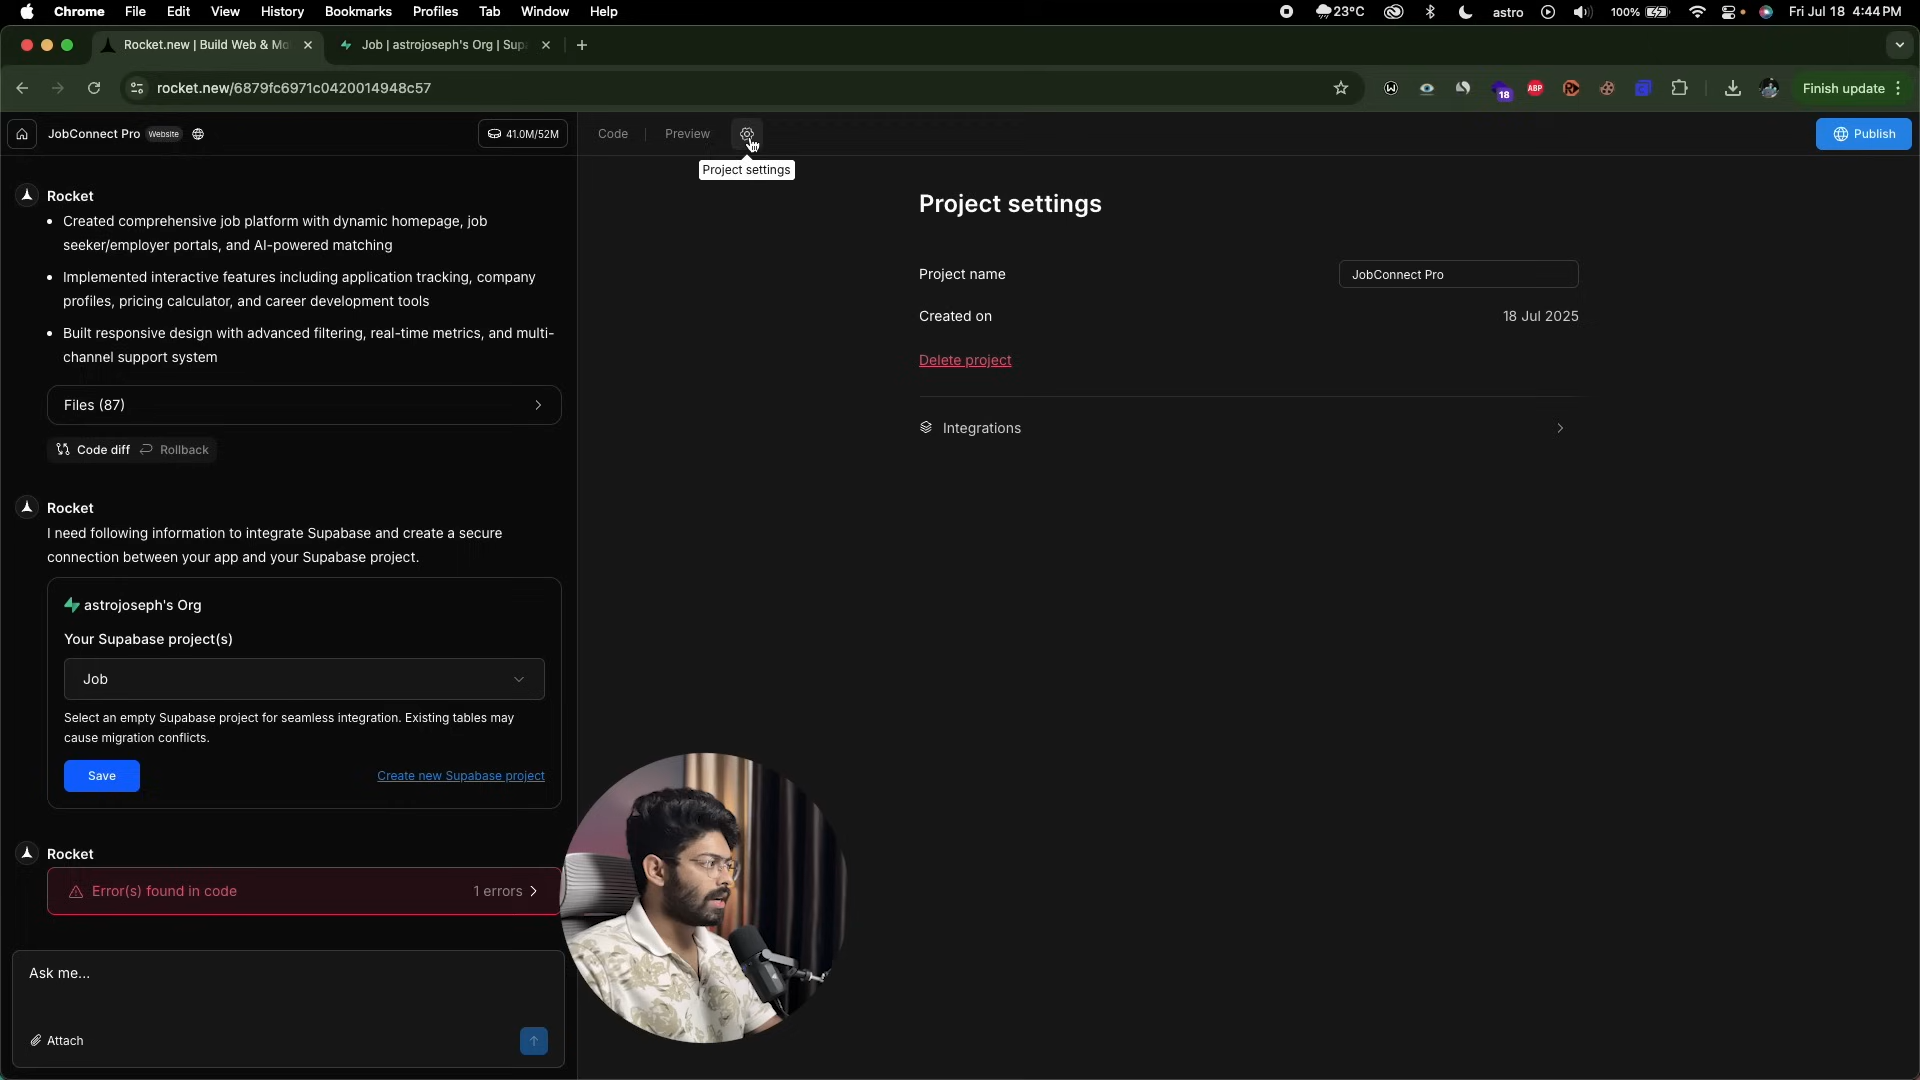 Chrome File Edit View History Bookmarks Profiles Tab Window Help
23°C astro 100% Fri Jul 18 4:44 PM
Rocket.new | Build Web & Mo
Job | astrojoseph's Org | Sup
rocket.new/6879fc6971c0420014948c57
18
ABP
Finish update
JobConnect Pro Website
41.0M/52M
Code Preview
Publish
Project settings
Rocket
Created comprehensive job platform with dynamic homepage, job
seeker/employer portals, and AI-powered matching
Implemented interactive features including application tracking, company
profiles, pricing calculator, and career development tools
Built responsive design with advanced filtering, real-time metrics, and multi-
channel support system
Files (87)
Code diff Rollback
Rocket
I need following information to integrate Supabase and create a secure
connection between your app and your Supabase project.
astrojoseph's Org
Your Supabase project(s)
Job
Select an empty Supabase project for seamless integration. Existing tables may
cause migration conflicts.
Save
Create new Supabase project
Rocket
Error(s) found in code
1 errors
Ask me...
Attach
Project settings
Project name
JobConnect Pro
Created on
18 Jul 2025
Delete project
Integrations